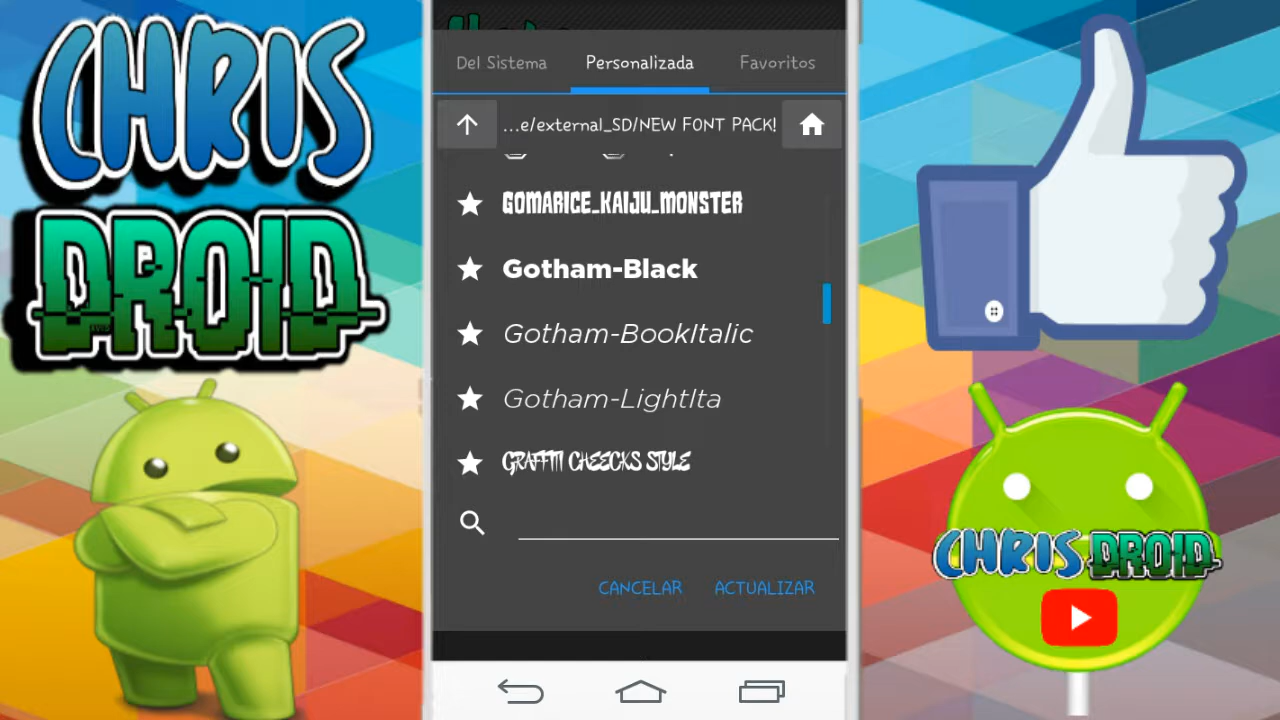 CHRIS
DROID
Del Sistema
Personalizada
Favoritos
...e/external_SD/NEW FONT PACK!
GOMARICE_KAIJU_MONSTER
Gotham-Black
Gotham-BookItalic
Gotham-LightIta
GRAFFITI CHEECKS STYLE
CANCELAR
ACTUALIZAR
CHRIS DROID